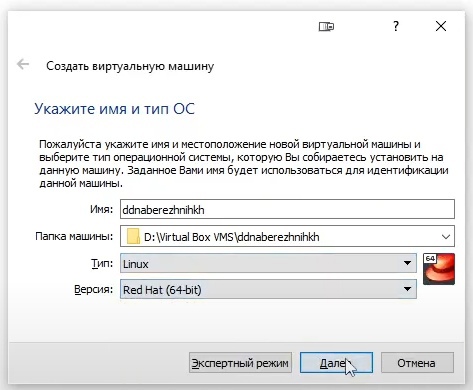 Создать виртуальную машину
Укажите имя и тип ОС
Пожалуйста укажите имя и местоположение новой виртуальной машины и
выберите тип операционной системы, которую Вы собираетесь установить на
данную машину. Заданное Вами имя будет использоваться для идентификации
данной машины.
Имя: ddnaberezhnihkh
Папка машины: D:\Virtual Box VMS\ddnaberezhnihkh
Тип: Linux
64
Версия: Red Hat (64-bit)
Экспертный режим Далее Отмена